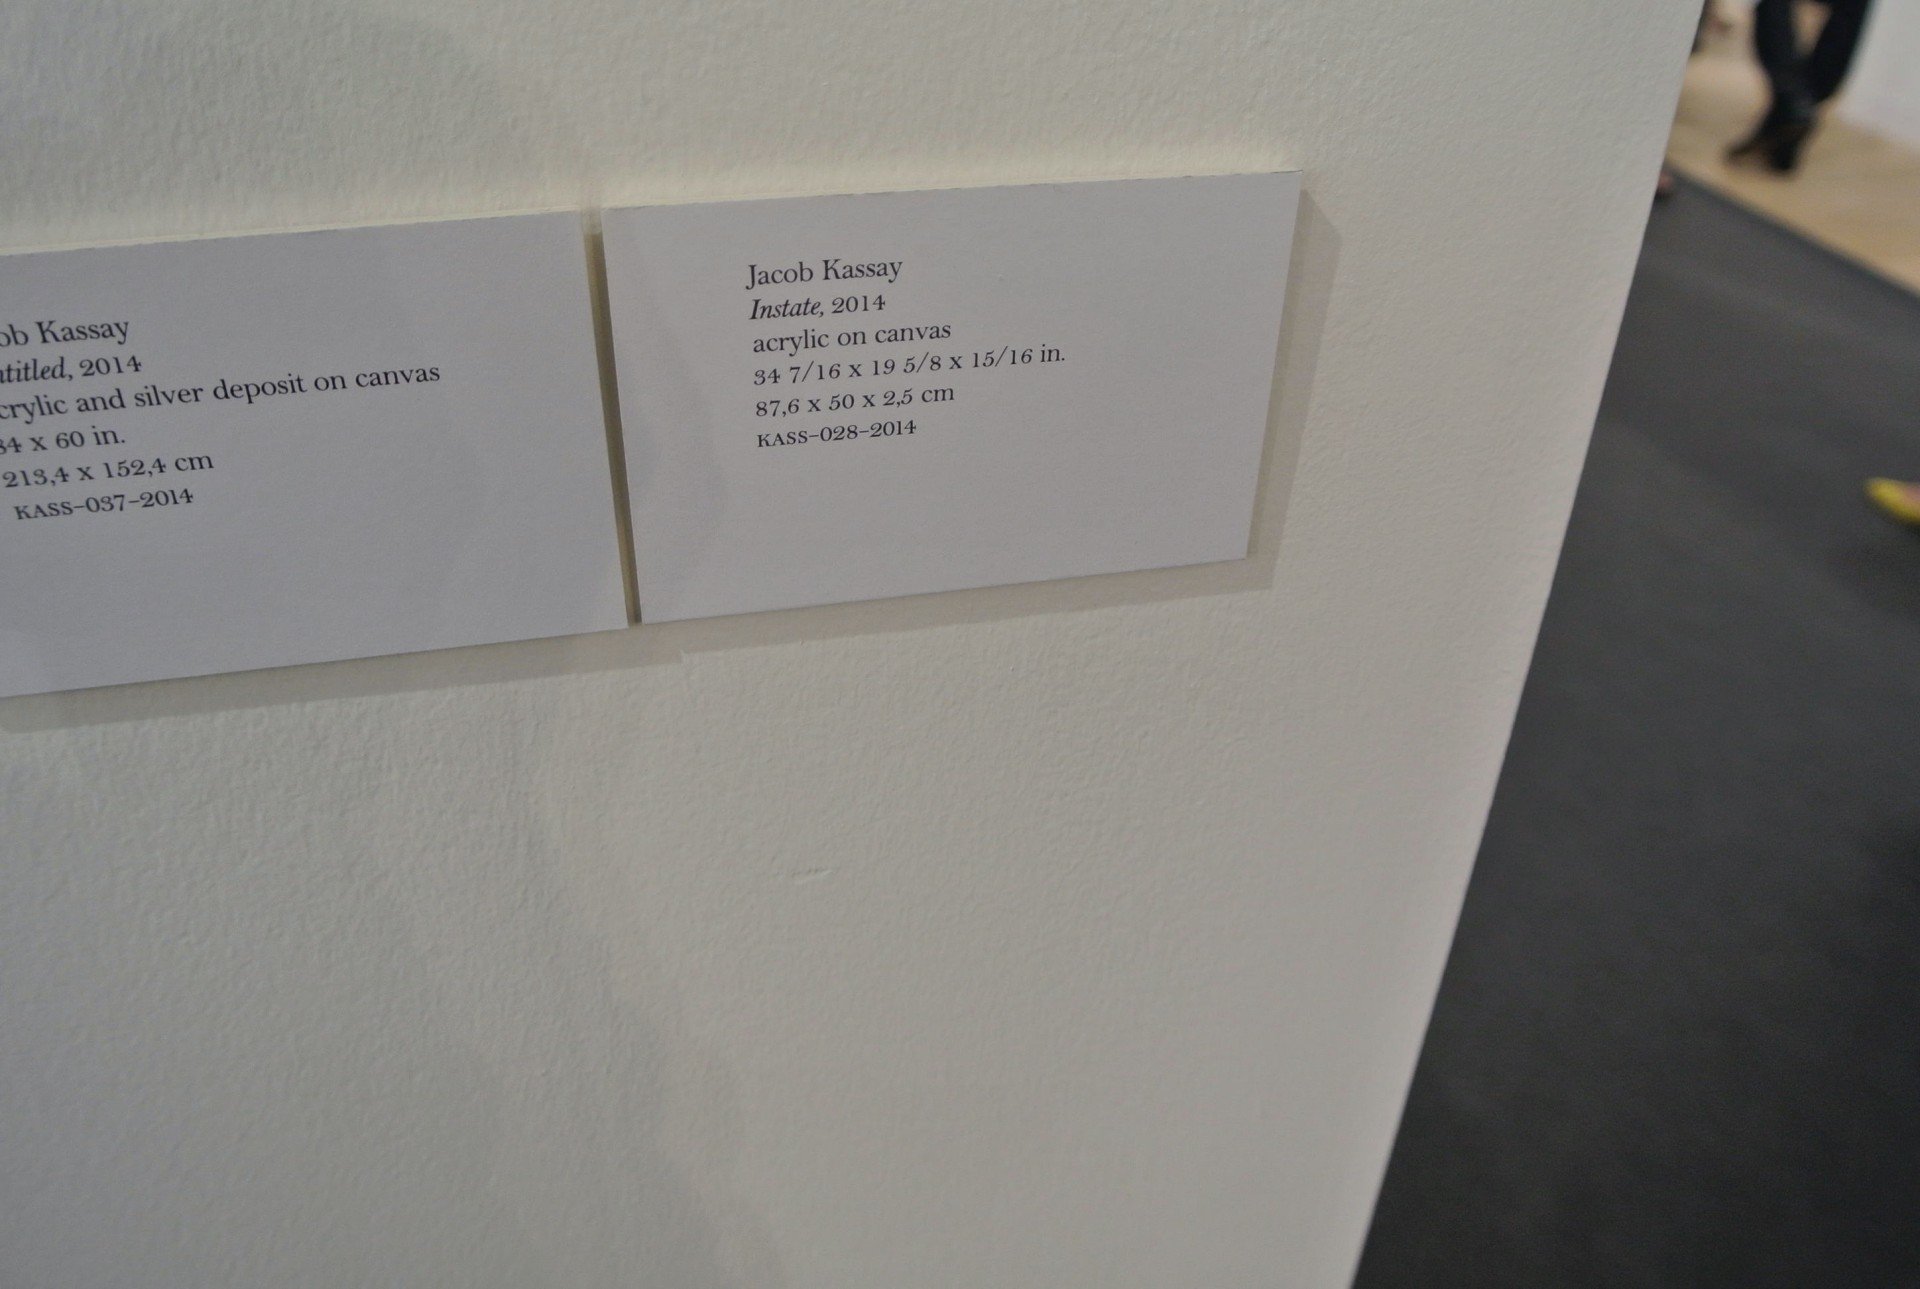 ob Kassay
ntitled, 2014
crylic and silver deposit on canvas
84 x 60 in.
213,4 x 152,4 cm
KASS–037–2014
Jacob Kassay
Instate, 2014
acrylic on canvas
34 7/16 x 19 5/8 x 15/16 in.
87,6 x 50 x 2,5 cm
KASS–028–2014